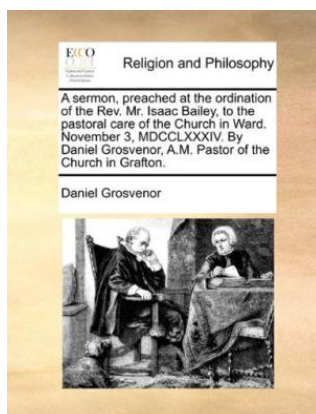 ECCO
Religion and Philosophy
A sermon, preached at the ordination
of the Rev. Mr. Isaac Bailey, to the
pastoral care of the Church in Ward.
November 3, MDCCLXXXIV. By
Daniel Grosvenor, A.M. Pastor of the
Church in Grafton.
Daniel Grosvenor